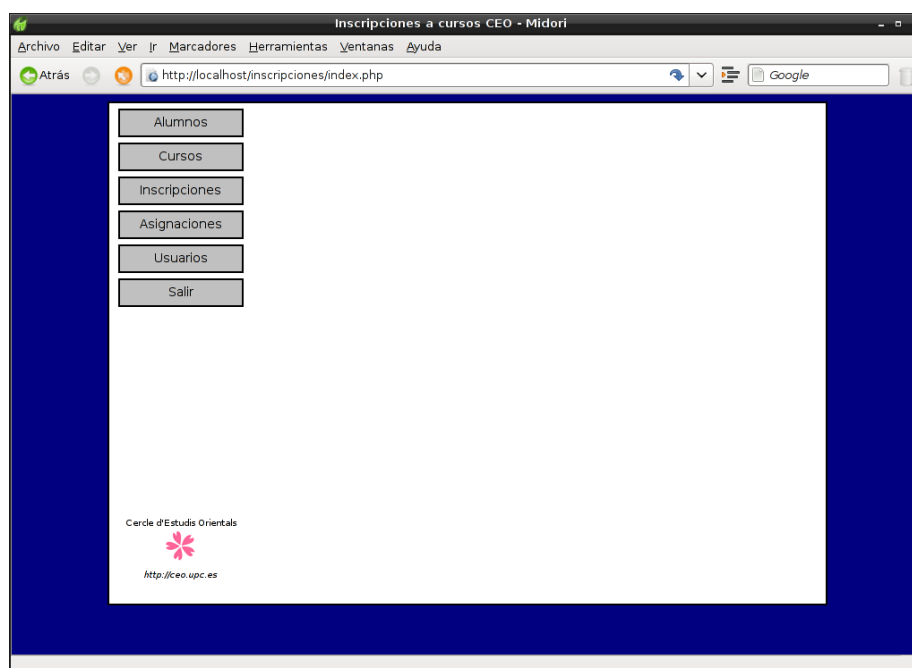 Inscripciones a cursos CEO - Midori
Archivo Editar Ver Ir Marcadores Herramientas Ventanas Ayuda
Atrás http://localhost/inscripciones/index.php Google
Alumnos
Cursos
Inscripciones
Asignaciones
Usuarios
Salir
Cercle d'Estudis Orientals
http://ceo.upc.es